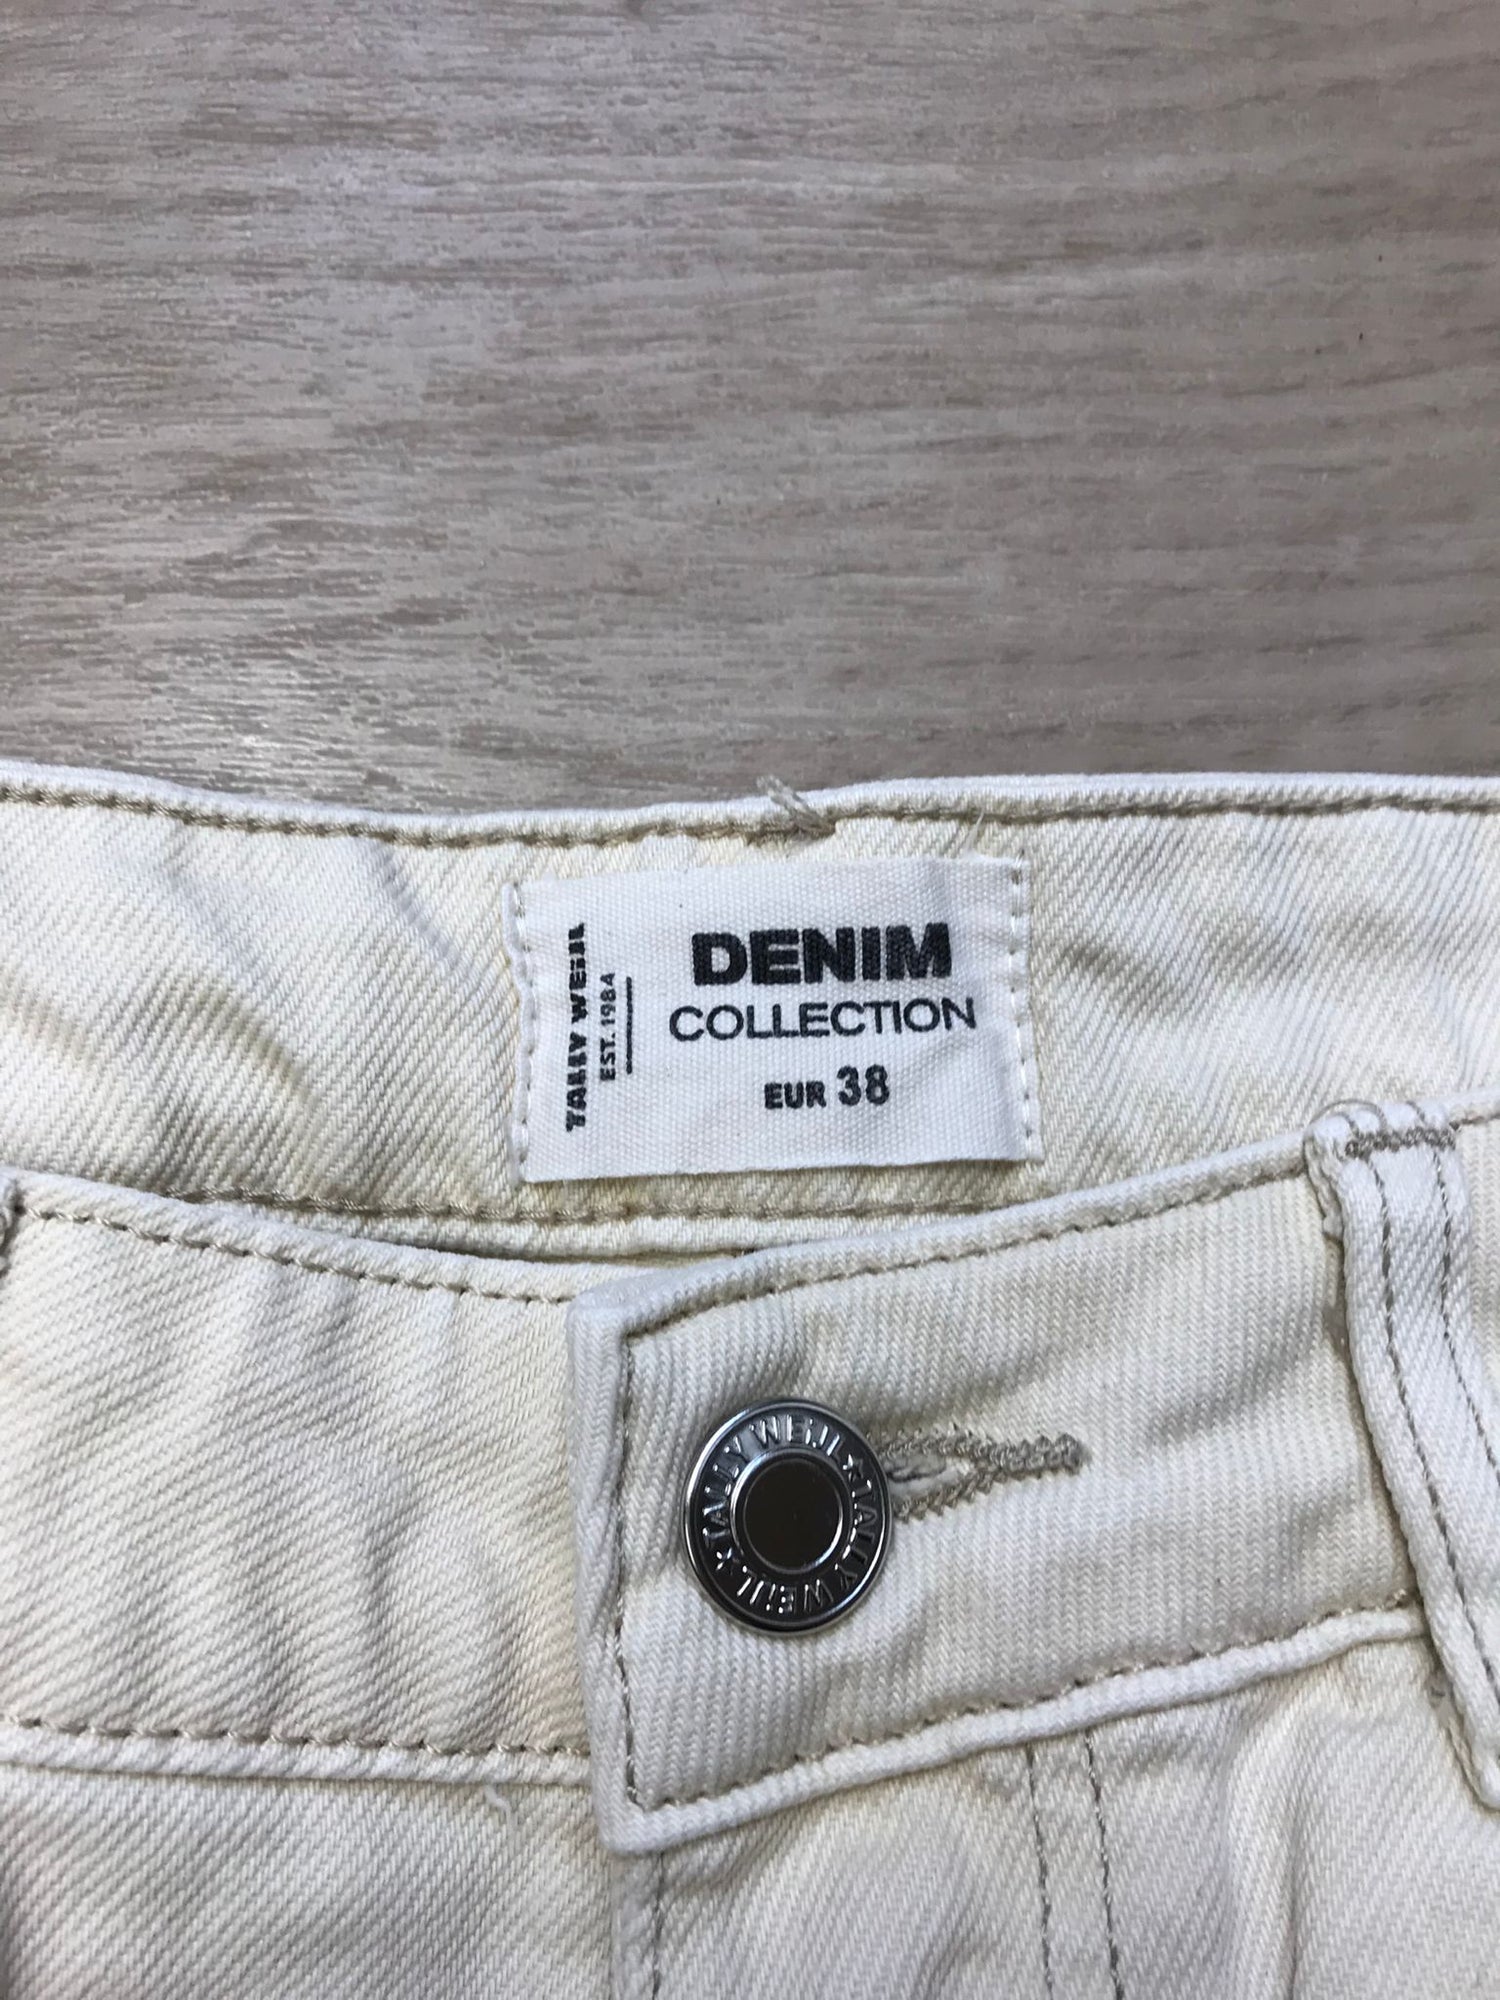 TALLY WEiJL
EST. 1984
DENIM
COLLECTION
EUR 38
TALLY WEiJL★TALLY WEiJL★